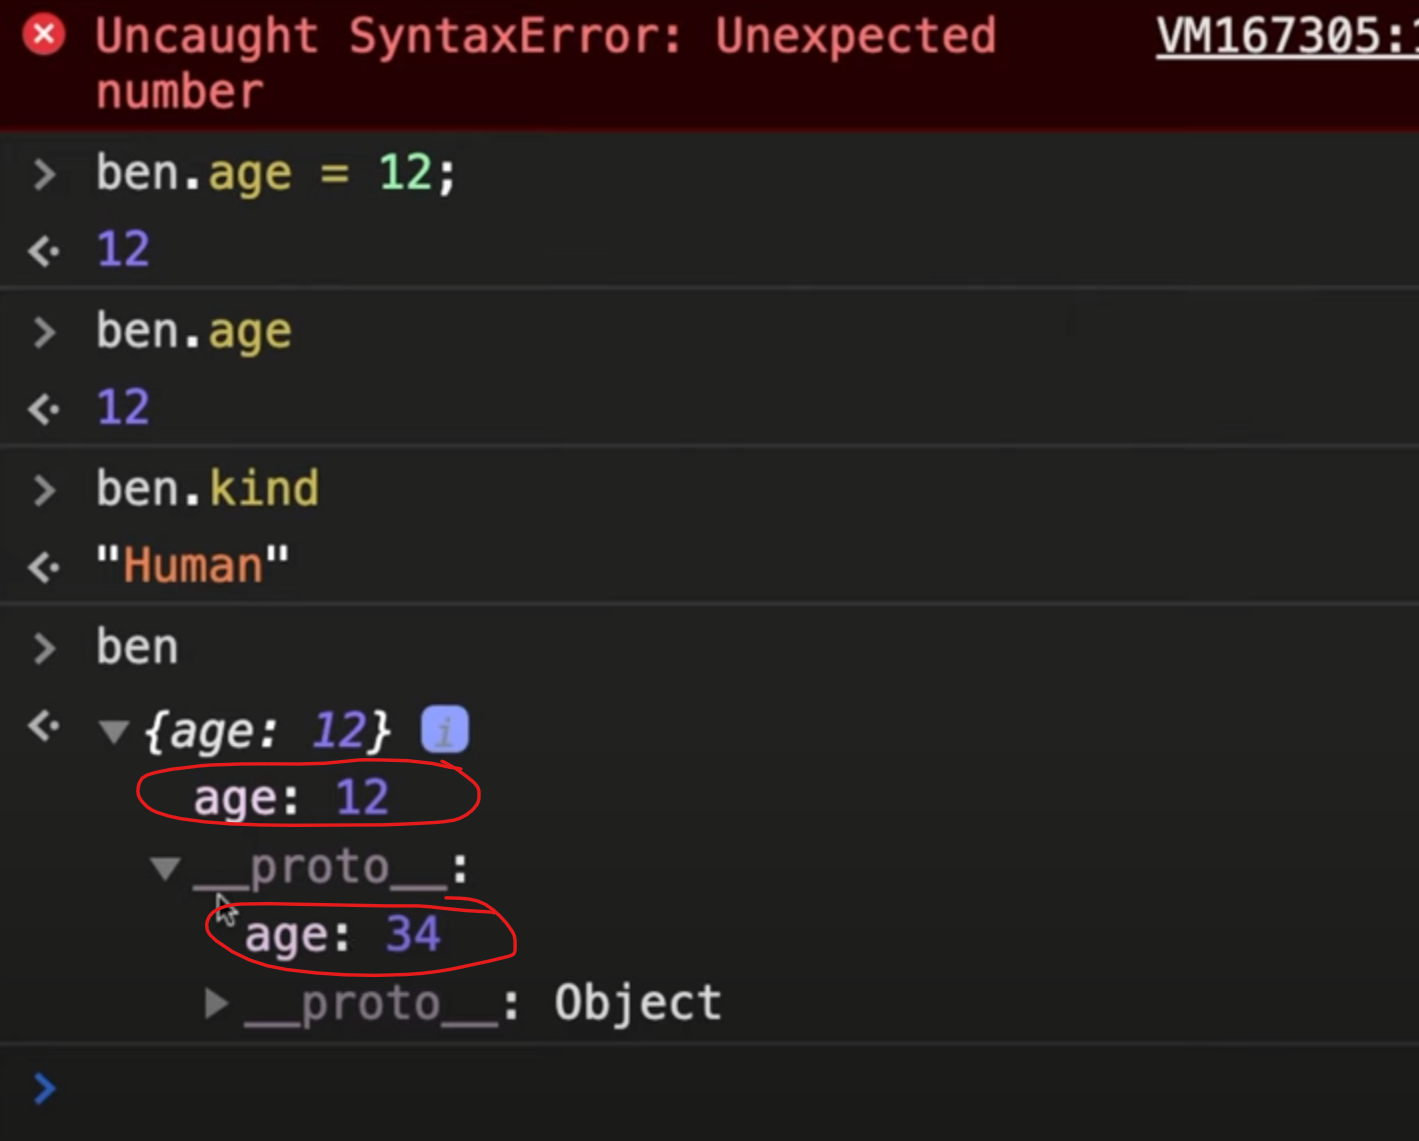 Uncaught SyntaxError: Unexpected
number
VM167305:
> ben.age = 12;
12
> ben.age
12
> ben.kind
"Human"
> ben
▼ {age: 12} i
age: 12
▼ __proto__:
age: 34
▶ __proto__: Object
>